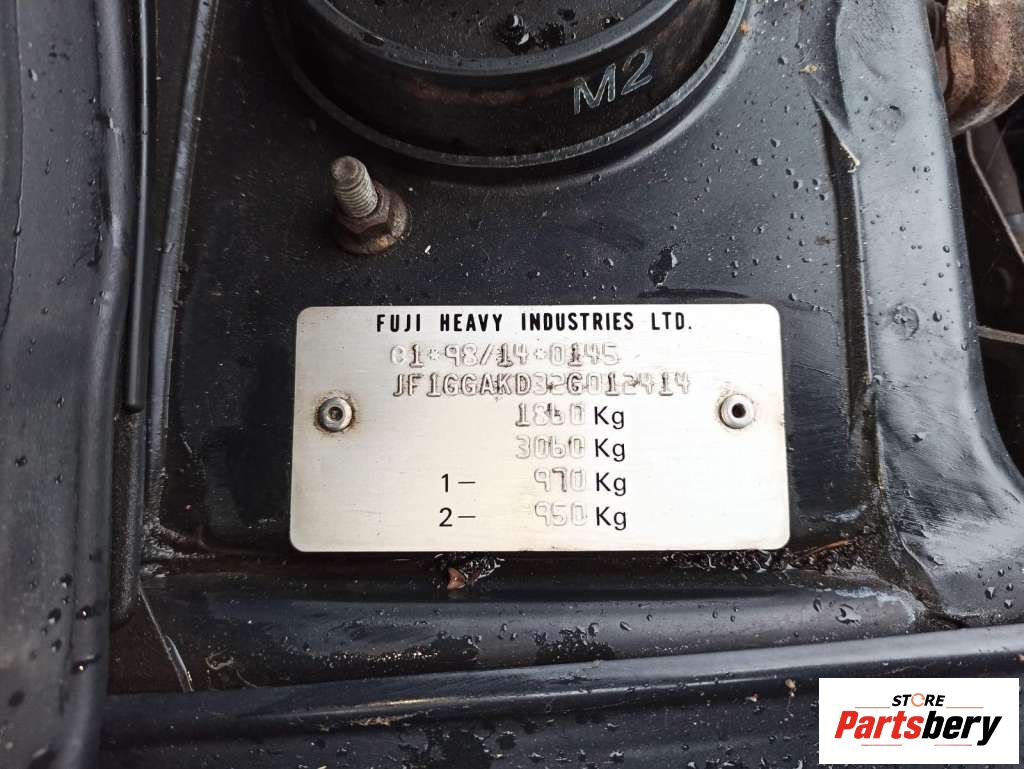 M2
FUJI HEAVY INDUSTRIES LTD.
e1*98/14*0145
JF1GGAKD32G012414
1860 Kg
3060 Kg
1— 970 Kg
2— 950 Kg
STORE
Partsbery